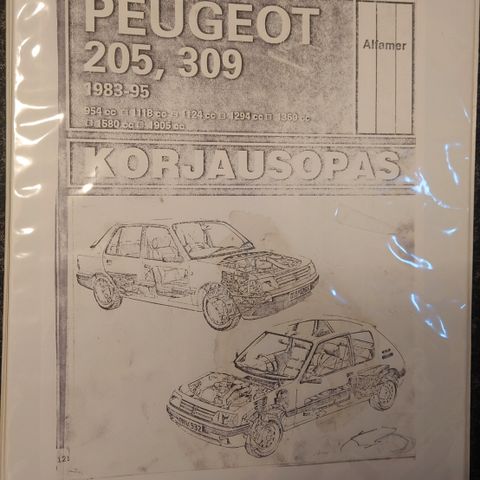 PEUGEOT
205, 309
1983-95
954 cc ▫ 1118 cc ▫ 1124 cc ▫ 1294 cc ▫ 1360 cc
▫ 1580 cc ▫ 1905 cc
Alfamer
KORJAUSOPAS
121